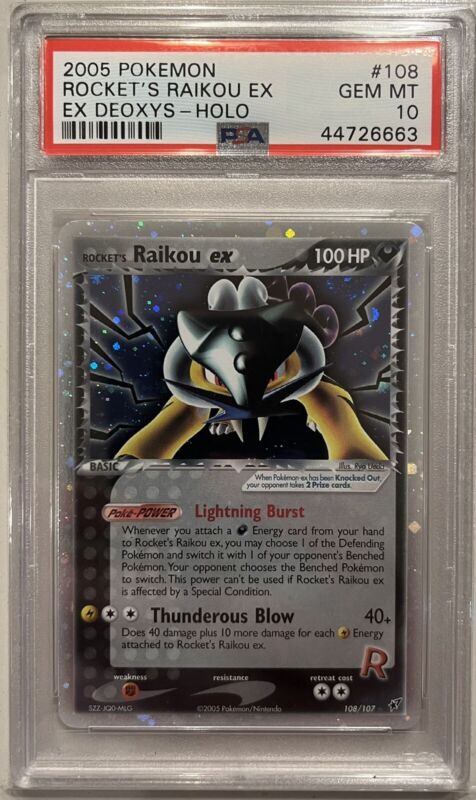 2005 POKEMON #108
ROCKET'S RAIKOU EX GEM MT
EX DEOXYS-HOLO 10
PSA 44726663
ROCKET'S Raikou ex 100 HP
BASIC Illus. Ryo Ueda
When Pokémon-ex has been Knocked Out,
your opponent takes 2 Prize cards.
Poké-POWER Lightning Burst
Whenever you attach a Energy card from your hand
to Rocket's Raikou ex, you may choose 1 of the Defending
Pokémon and switch it with 1 of your opponent's Benched
Pokémon. Your opponent chooses the Benched Pokémon
to switch. This power can't be used if Rocket's Raikou ex
is affected by a Special Condition.
Thunderous Blow 40+
Does 40 damage plus 10 more damage for each Energy
attached to Rocket's Raikou ex.
R
weakness resistance retreat cost
SZZ-JQ0-MLG ©2005 Pokémon/Nintendo 108/107